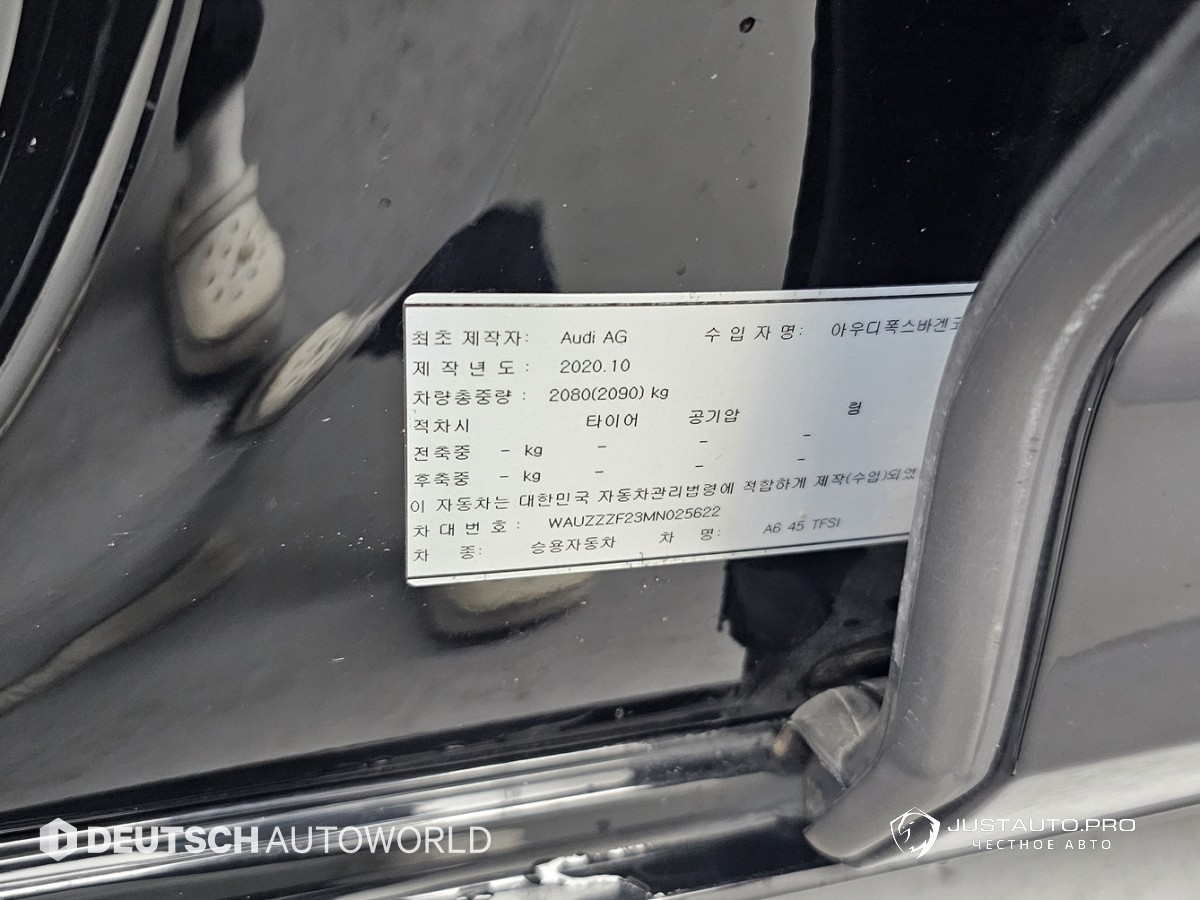 최초 제작자: Audi AG 수 입 자 명: 아우디폭스바겐코
제 작 년 도 : 2020.10
차량총중량 : 2080(2090) kg
적차시 타이어 공기압 림
전축중 - kg - - -
후축중 - kg - - -
이 자동차는 대한민국 자동차관리법령에 적합하게 제작(수입)되었
차 대 번 호 : WAUZZZF23MN025622
차 종: 승용자동차 차 명: A6 45 TFSI
DEUTSCH AUTOWORLD
JUSTAUTO.PRO
ЧЕСТНОЕ АВТО